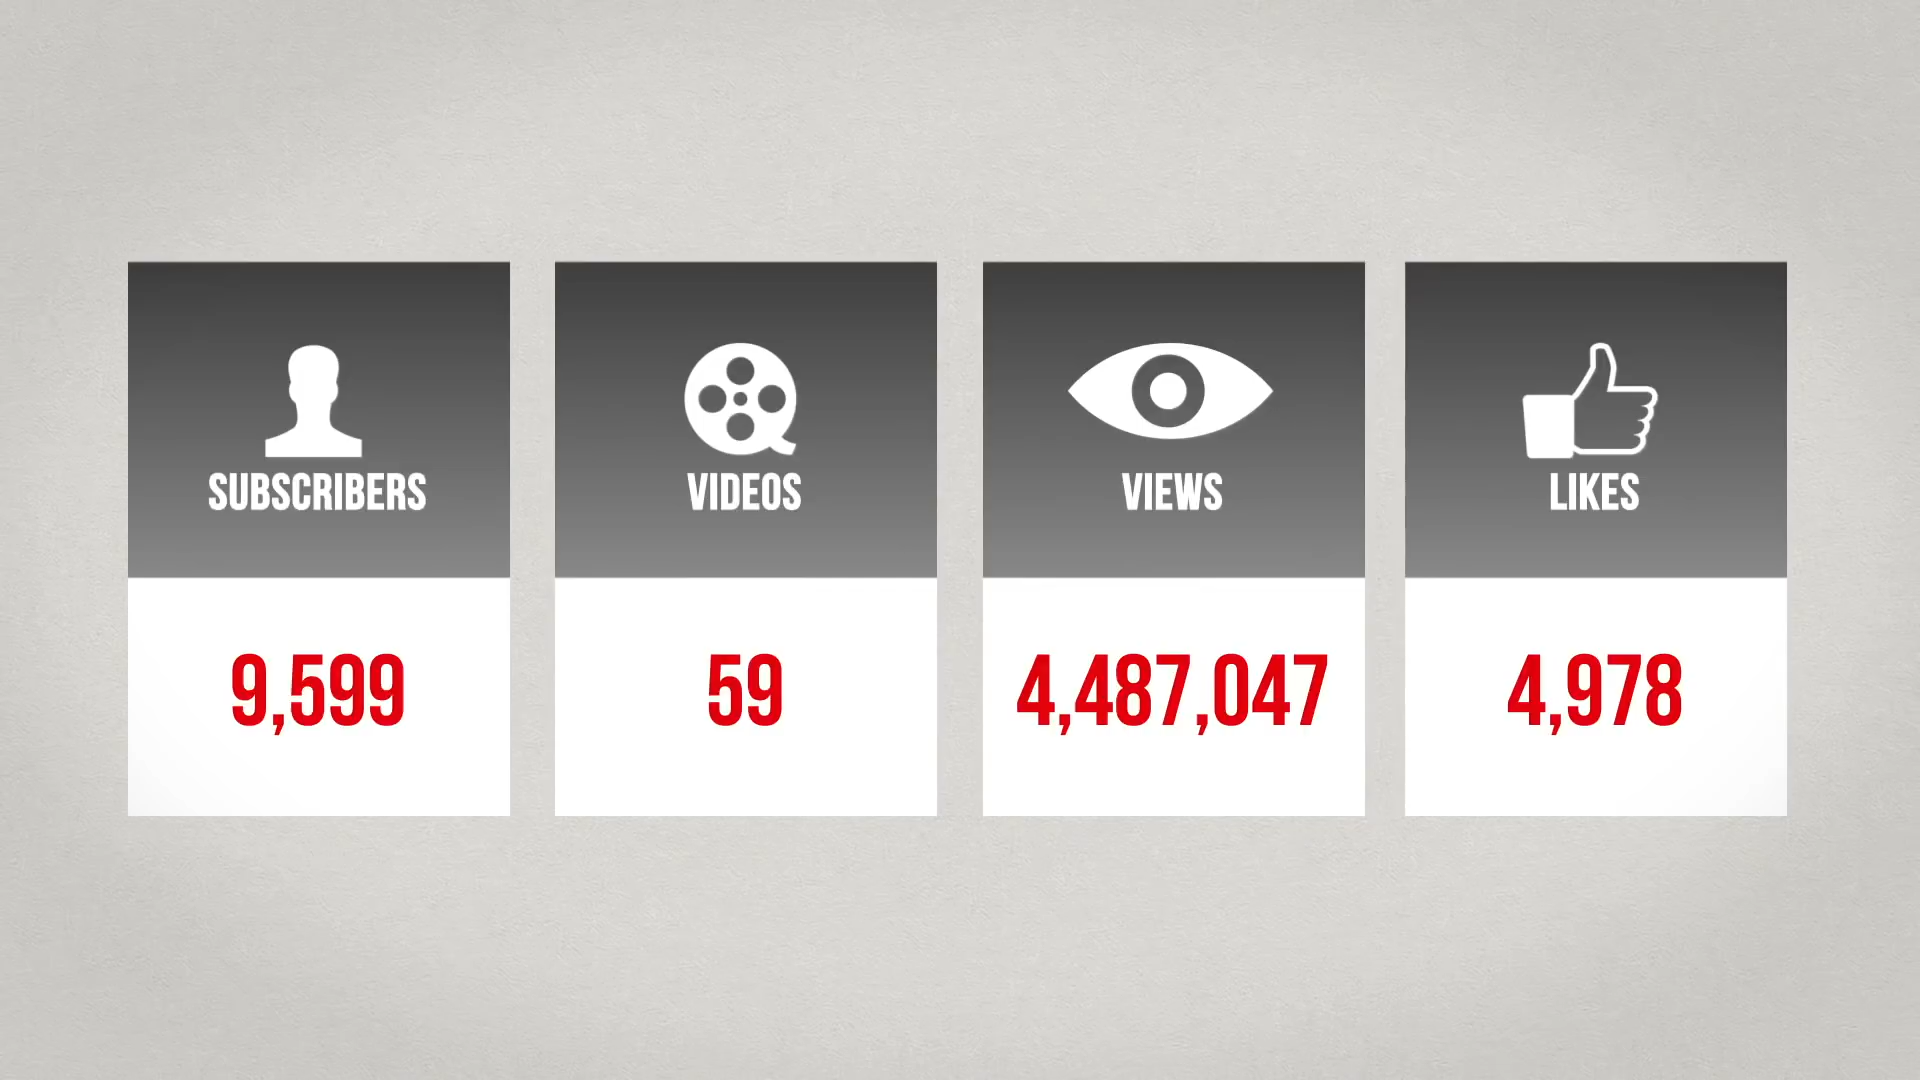 SUBSCRIBERS
9,599
VIDEOS
59
VIEWS
4,487,047
LIKES
4,978